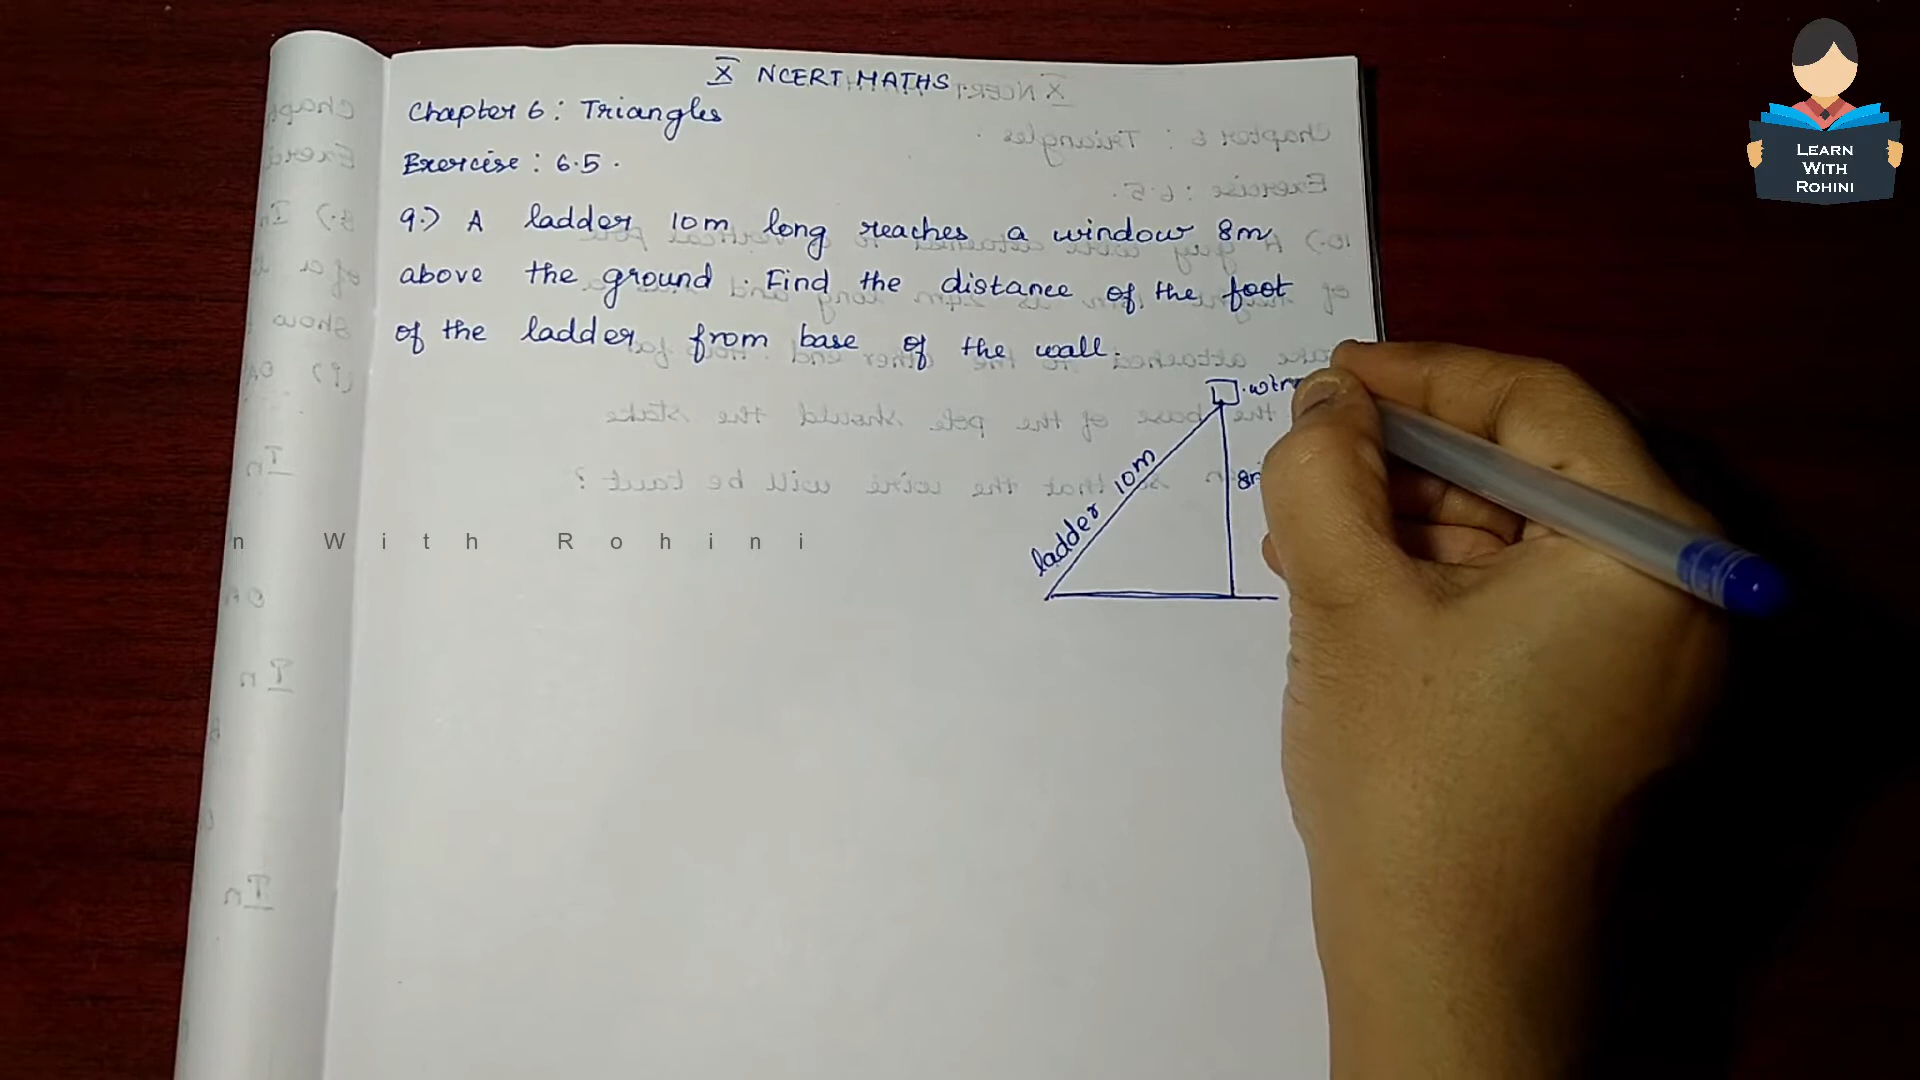 X NCERT MATHS
Chapter 6 : Triangles
Exercise : 6.5 .
9.) A ladder 10m long reaches a window 8m
above the ground . Find the distance of the foot
of the ladder from base of the wall.
ladder 10m
n With Rohini
LEARN
WITH
ROHINI